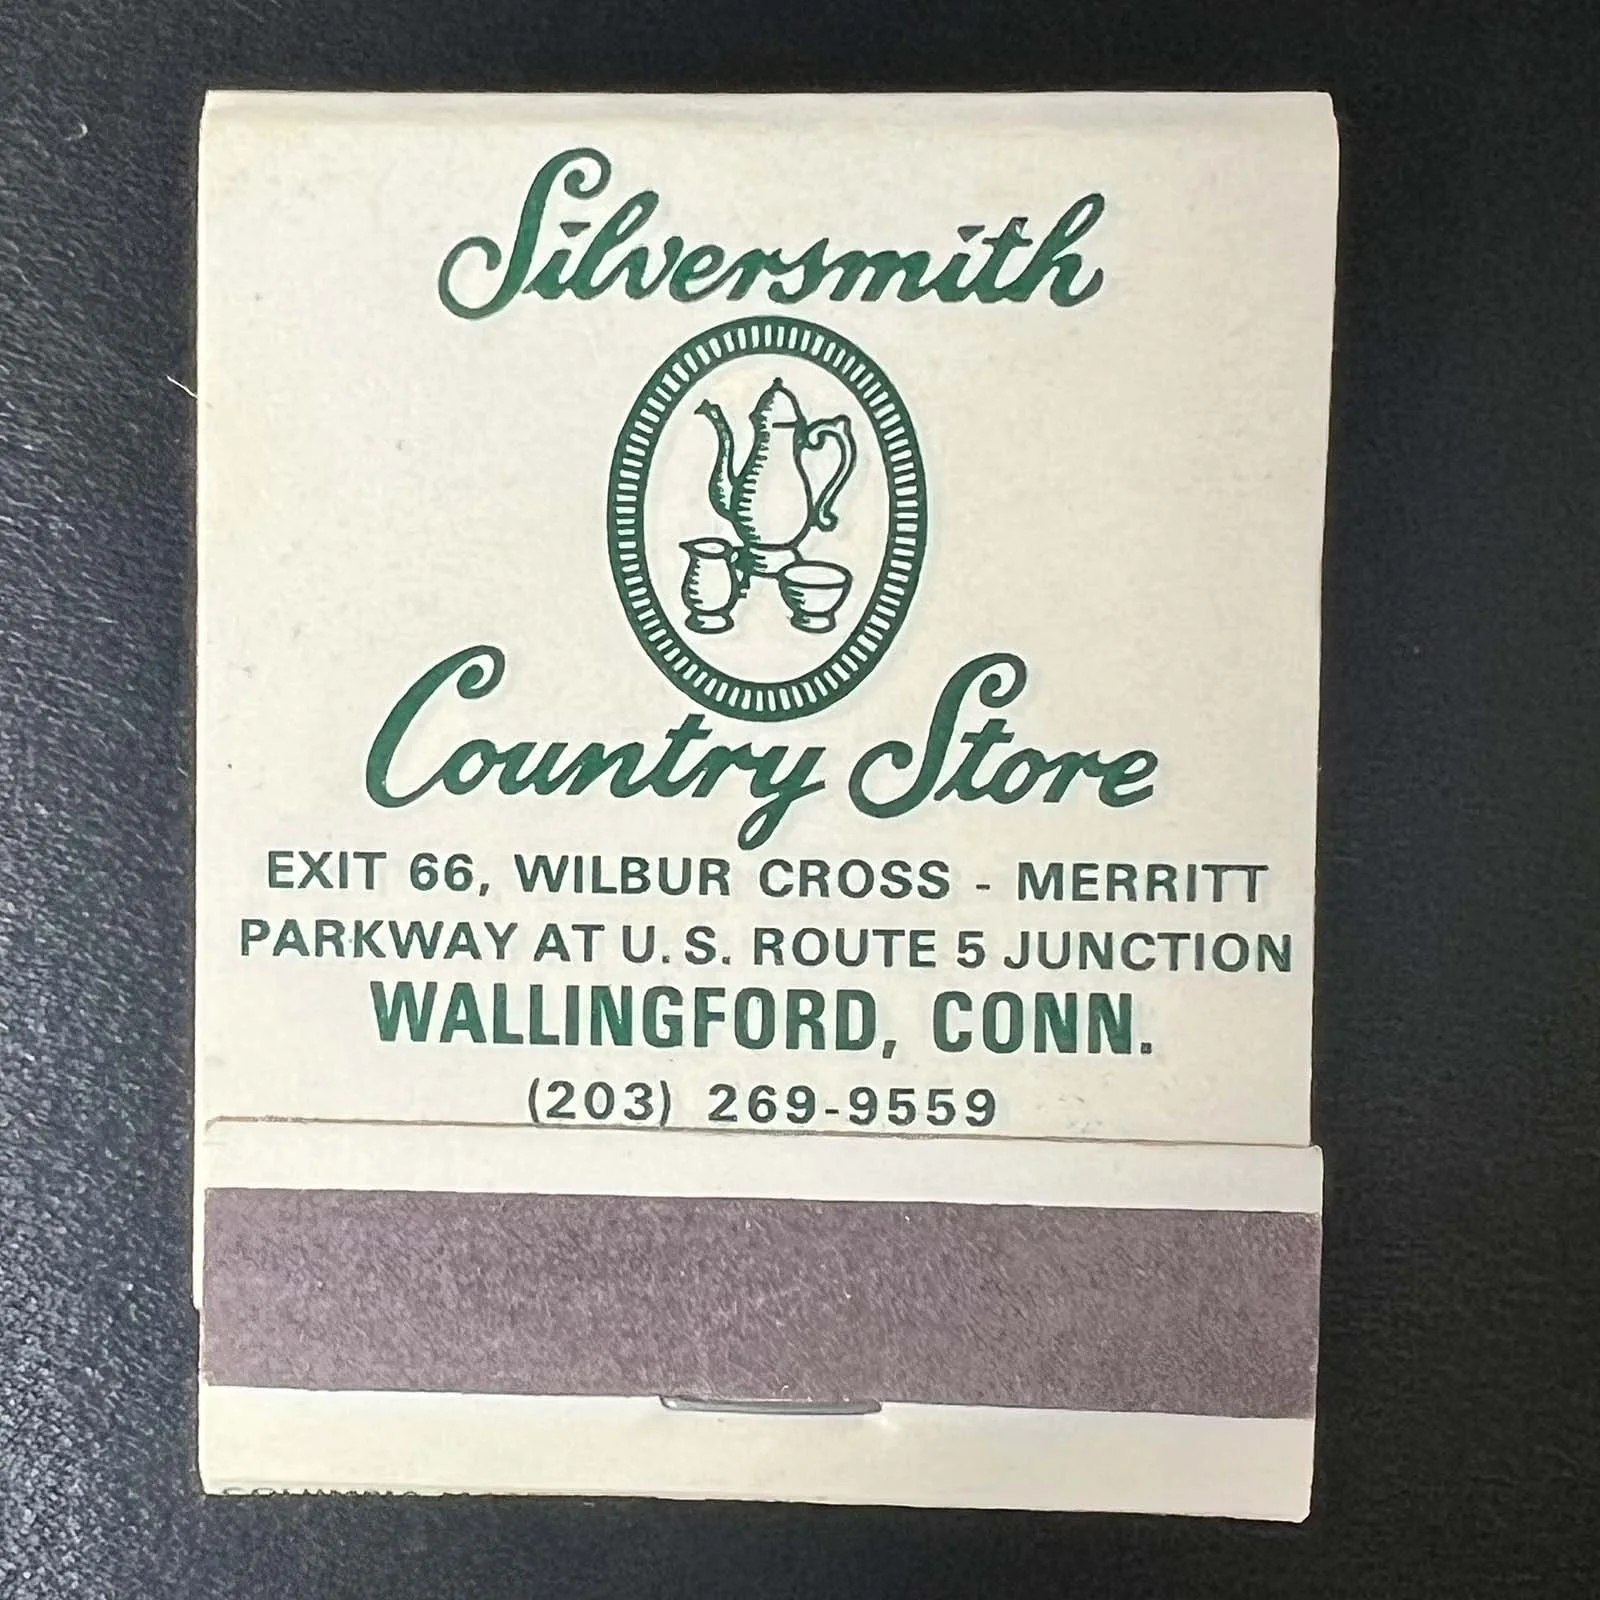 Silversmith
Country Store
EXIT 66, WILBUR CROSS - MERRITT
PARKWAY AT U.S. ROUTE 5 JUNCTION
WALLINGFORD, CONN.
(203) 269-9559